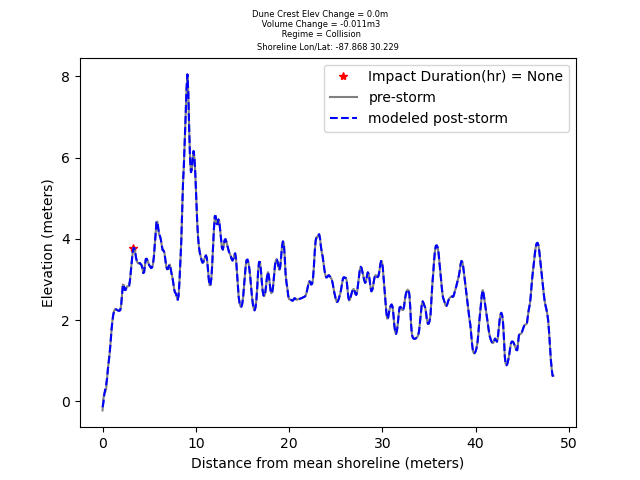 Dune Crest Elev Change = 0.0m
Volume Change = -0.011m3
Regime = Collision
Shoreline Lon/Lat: -87.868 30.229
Impact Duration(hr) = None
pre-storm
modeled post-storm
Elevation (meters)
8
6
4
2
0
0 10 20 30 40 50
Distance from mean shoreline (meters)